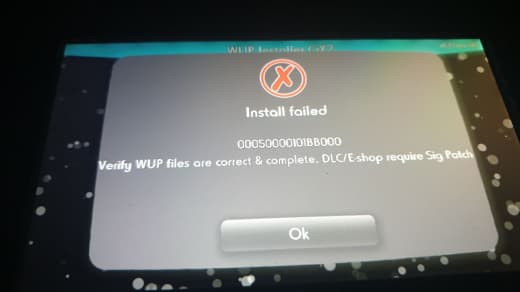 WUP Installer GX2
Install failed
00050000101BB000
Verify WUP files are correct & complete. DLC/E-shop require Sig Patch
Ok